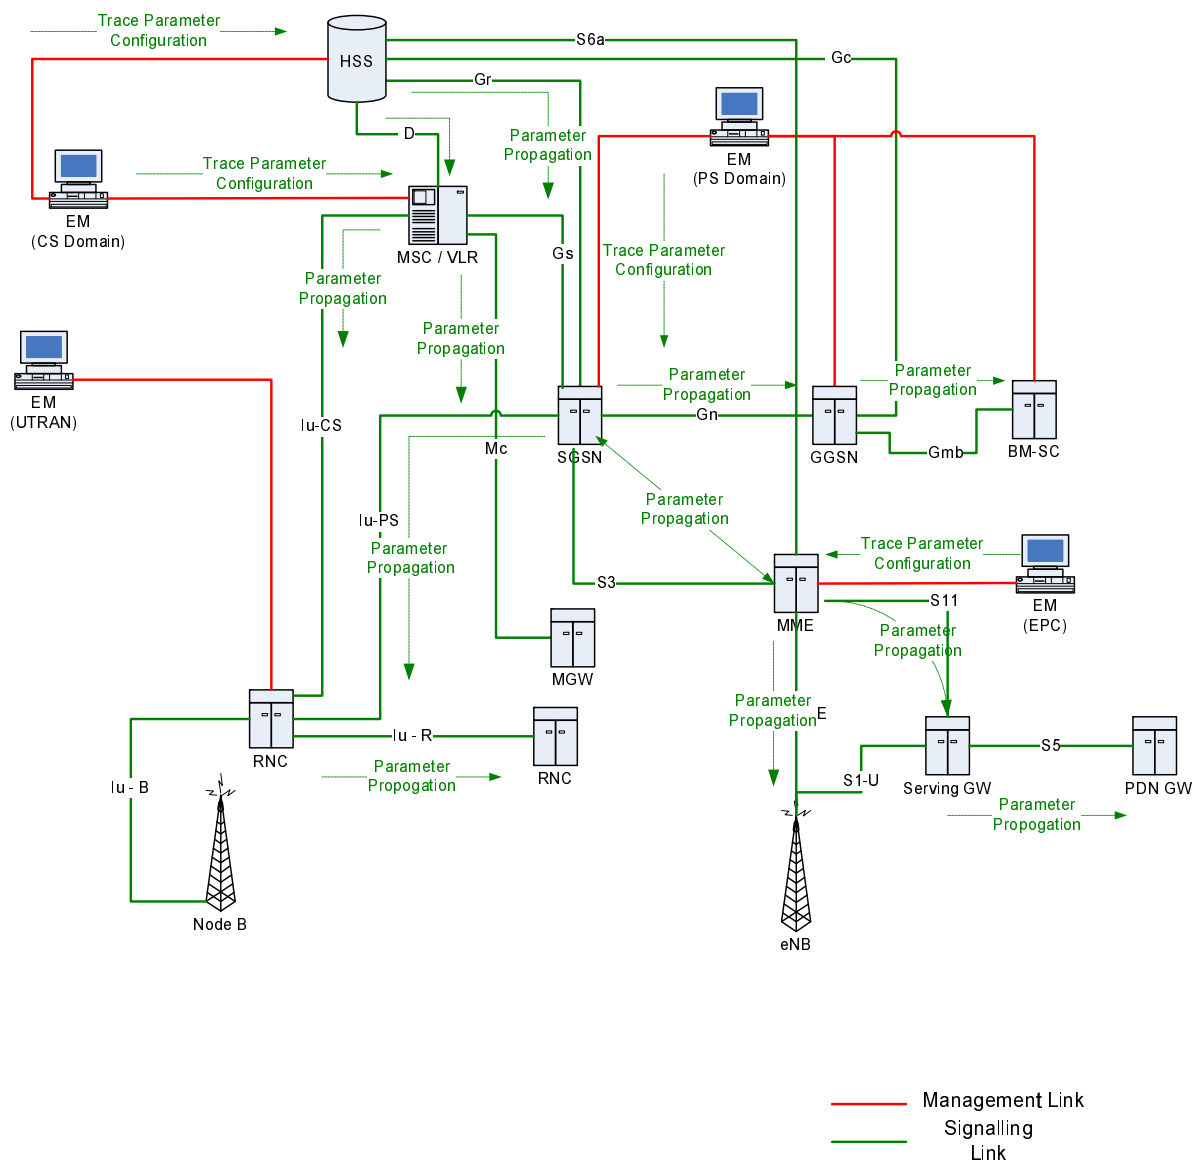 Trace Parameter
Configuration
HSS
S6a
Gc
Gr
D
Parameter
Propagation
EM
(PS Domain)
Trace Parameter
Configuration
EM
(CS Domain)
MSC / VLR
Gs
Parameter
Propagation
Trace Parameter
Configuration
Parameter
Propagation
EM
(UTRAN)
Iu-CS
Mc
SGSN
Parameter
Propagation
Gn
GGSN
Parameter
Propagation
Gmb
BM-SC
Iu-PS
Parameter
Propagation
Parameter
Propagation
S3
MME
Trace Parameter
Configuration
EM
(EPC)
S11
Parameter
Propagation
MGW
Parameter
Propagation
E
RNC
Iu - R
RNC
Parameter
Propogation
Iu - B
Node B
S1-U
Serving GW
S5
PDN GW
Parameter
Propogation
eNB
Management Link
Signalling
Link